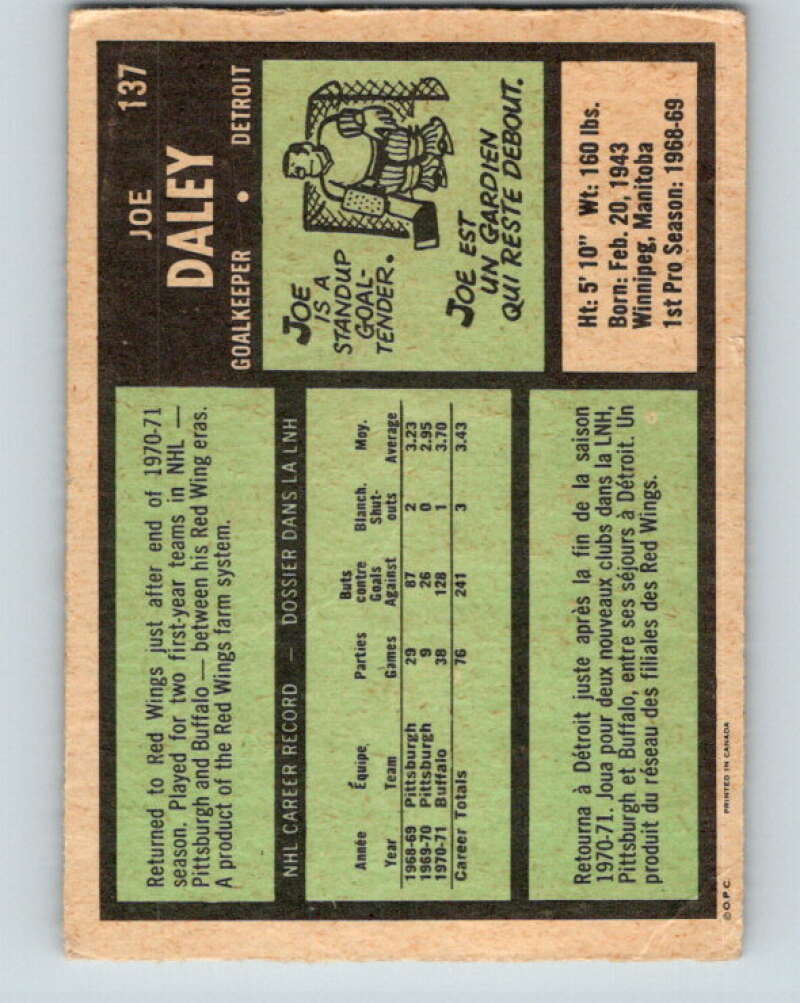 137
JOE
DALEY
GOALKEEPER • DETROIT
Returned to Red Wings just after end of 1970-71
season. Played for two first-year teams in NHL —
Pittsburgh and Buffalo — between his Red Wing eras.
A product of the Red Wings farm system.
JOE
IS A
STANDUP
GOAL-
TENDER.
JOE EST
UN GARDIEN
QUI RESTE DEBOUT.
NHL CAREER RECORD — DOSSIER DANS LA LNH
Année Équipe Parties Buts contre Blanch. Moy.
Year Team Games Goals Against Shut-outs Average
1968-69 Pittsburgh 29 87 2 3.23
1969-70 Pittsburgh 9 26 0 2.95
1970-71 Buffalo 38 128 1 3.70
Career Totals 76 241 3 3.43
Ht: 5' 10" Wt: 160 lbs.
Born: Feb. 20, 1943
Winnipeg, Manitoba
1st Pro Season: 1968-69
Retourna à Détroit juste après la fin de la saison
1970-71. Joua pour deux nouveaux clubs dans la LNH,
Pittsburgh et Buffalo, entre ses séjours à Détroit. Un
produit du réseau des filiales des Red Wings.
©O.P.C. PRINTED IN CANADA